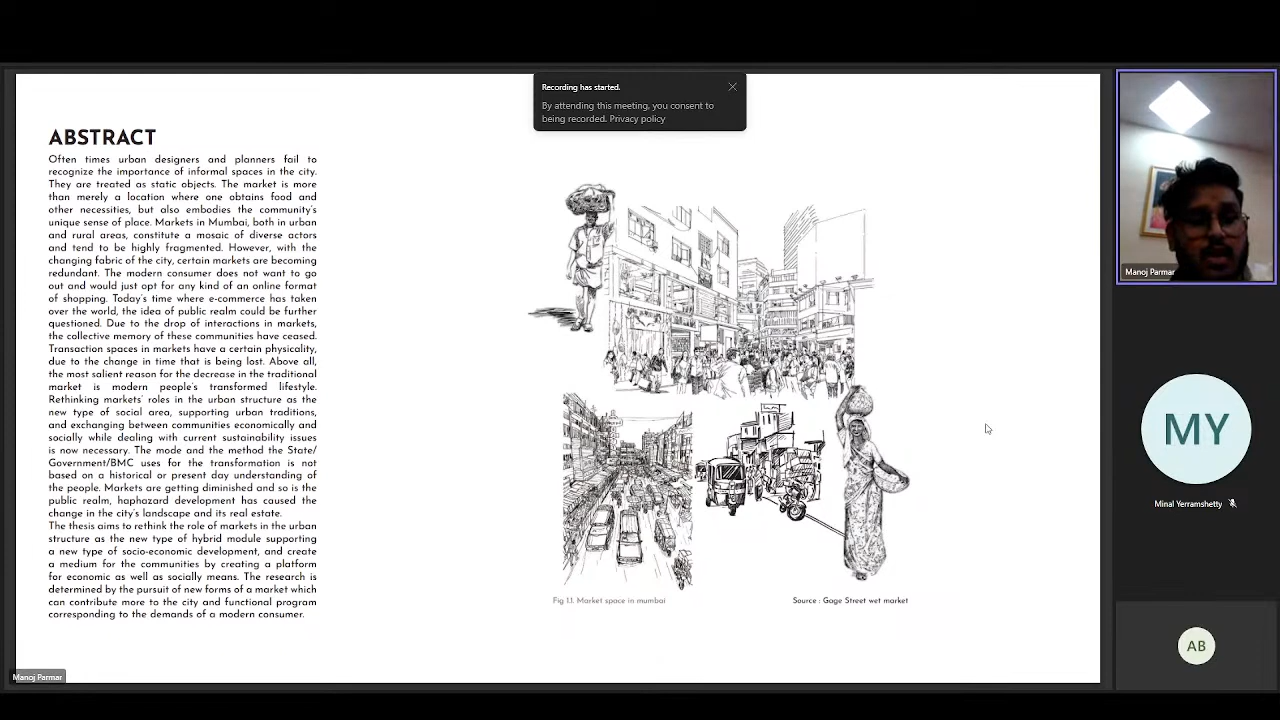 Recording has started.
By attending this meeting, you consent to
being recorded. Privacy policy
ABSTRACT
Often times urban designers and planners fail to
recognize the importance of informal spaces in the city.
They are treated as static objects. The market is more
than merely a location where one obtains food and
other necessities, but also embodies the community's
unique sense of place. Markets in Mumbai, both in urban
and rural areas, constitute a mosaic of diverse actors
and tend to be highly fragmented. However, with the
changing fabric of the city, certain markets are becoming
redundant. The modern consumer does not want to go
out and would just opt for any kind of an online format
of shopping. Today's time where e-commerce has taken
over the world, the idea of public realm could be further
questioned. Due to the drop of interactions in markets,
the collective memory of these communities have ceased.
Transaction spaces in markets have a certain physicality,
due to the change in time that is being lost. Above all,
the most salient reason for the decrease in the traditional
market is modern people's transformed lifestyle.
Rethinking markets' roles in the urban structure as the
new type of social area, supporting urban traditions,
and exchanging between communities economically and
socially while dealing with current sustainability issues
is now necessary. The mode and the method the State/
Government/BMC uses for the transformation is not
based on a historical or present day understanding of
the people. Markets are getting diminished and so is the
public realm, haphazard development has caused the
change in the city's landscape and its real estate.
The thesis aims to rethink the role of markets in the urban
structure as the new type of hybrid module supporting
a new type of socio-economic development, and create
a medium for the communities by creating a platform
for economic as well as socially means. The research is
determined by the pursuit of new forms of a market which
can contribute more to the city and functional program
corresponding to the demands of a modern consumer.
Fig 1.1. Market space in mumbai
Source : Gage Street wet market
Manoj Parmar
Manoj Parmar
MY
Minal Yerramshetty
AB